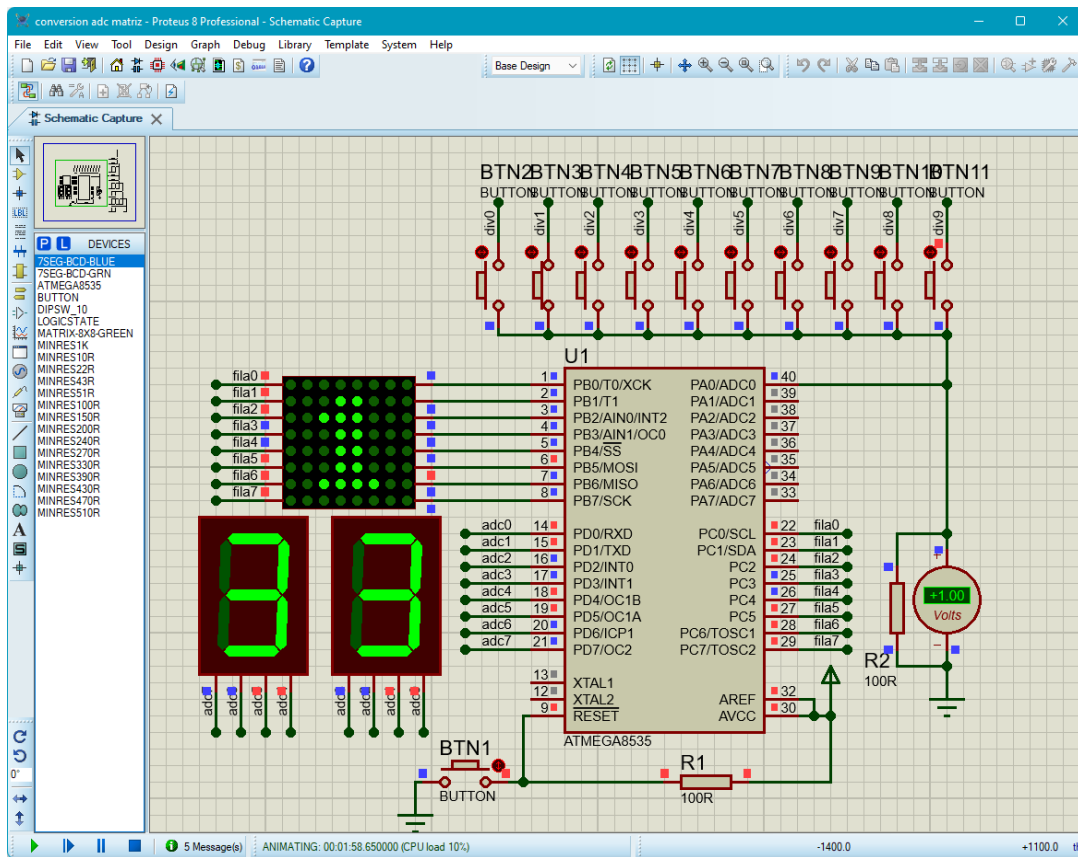 conversion adc matriz - Proteus 8 Professional - Schematic Capture
File Edit View Tool Design Graph Debug Library Template System Help
Base Design
Schematic Capture
P L DEVICES
7SEG-BCD-BLUE
7SEG-BCD-GRN
ATMEGA8535
BUTTON
DIPSW_10
LOGICSTATE
MATRIX-8X8-GREEN
MINRES1K
MINRES10R
MINRES22R
MINRES43R
MINRES51R
MINRES100R
MINRES150R
MINRES200R
MINRES240R
MINRES270R
MINRES330R
MINRES390R
MINRES430R
MINRES470R
MINRES510R
LBL
A
S
0°
BTN2 BTN3 BTN4 BTN5 BTN6 BTN7 BTN8 BTN9 BTN10 BTN11
BUTTON BUTTON BUTTON BUTTON BUTTON BUTTON BUTTON BUTTON BUTTON BUTTON
div0 div1 div2 div3 div4 div5 div6 div7 div8 div9
U1
fila0 1 PB0/T0/XCK PA0/ADC0 40
fila1 2 PB1/T1 PA1/ADC1 39
fila2 3 PB2/AIN0/INT2 PA2/ADC2 38
fila3 4 PB3/AIN1/OC0 PA3/ADC3 37
fila4 5 PB4/SS PA4/ADC4 36
fila5 6 PB5/MOSI PA5/ADC5 35
fila6 7 PB6/MISO PA6/ADC6 34
fila7 8 PB7/SCK PA7/ADC7 33
adc0 14 PD0/RXD PC0/SCL 22 fila0
adc1 15 PD1/TXD PC1/SDA 23 fila1
adc2 16 PD2/INT0 PC2 24 fila2
adc3 17 PD3/INT1 PC3 25 fila3
adc4 18 PD4/OC1B PC4 26 fila4
adc5 19 PD5/OC1A PC5 27 fila5
adc6 20 PD6/ICP1 PC6/TOSC1 28 fila6
adc7 21 PD7/OC2 PC7/TOSC2 29 fila7
33
+
+1.00
Volts
R2
100R
13 XTAL1
12 XTAL2 AREF 32
9 RESET AVCC 30
ATMEGA8535
BTN1
BUTTON
R1
100R
5 Message(s) ANIMATING: 00:01:58.650000 (CPU load 10%) -1400.0 +1100.0